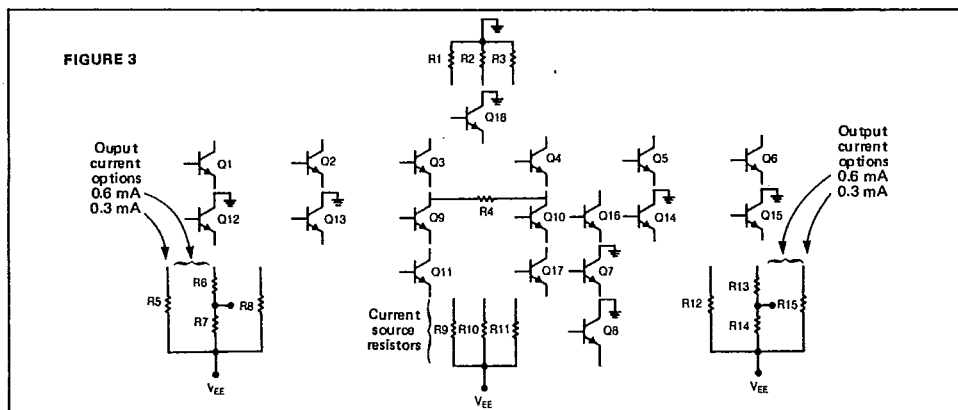 FIGURE 3
R1
R2
R3
Q18
Ouput
current
options
0.6 mA
0.3 mA
Q1
Q2
Q3
Q4
Q5
Q6
Output
current
options
0.6 mA
0.3 mA
Q12
Q13
Q9
R4
Q10
Q16
Q14
Q15
Q11
Q17
Q7
R5
R6
R7
R8
Current
source
resistors
R9
R10
R11
Q8
R12
R13
R14
R15
VEE
VEE
VEE